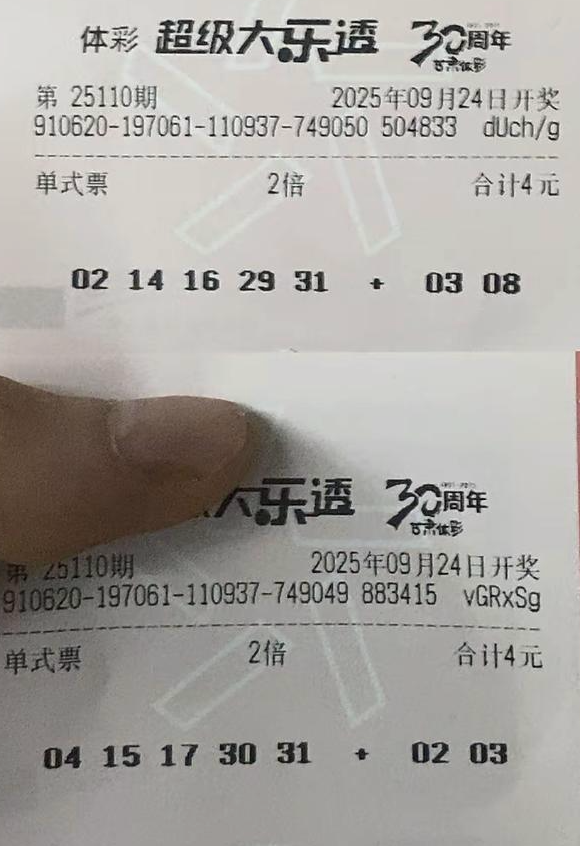 体彩 超级大乐透 30周年
百家体彩
第 25110期 2025年09月24日开奖
910620-197061-110937-749050 504833 dUch/g
单式票 2倍 合计4元
02 14 16 29 31 + 03 08
大乐透 30周年
百家体彩
第 25110期 2025年09月24日开奖
910620-197061-110937-749049 883415 vGRxSg
单式票 2倍 合计4元
04 15 17 30 31 + 02 03